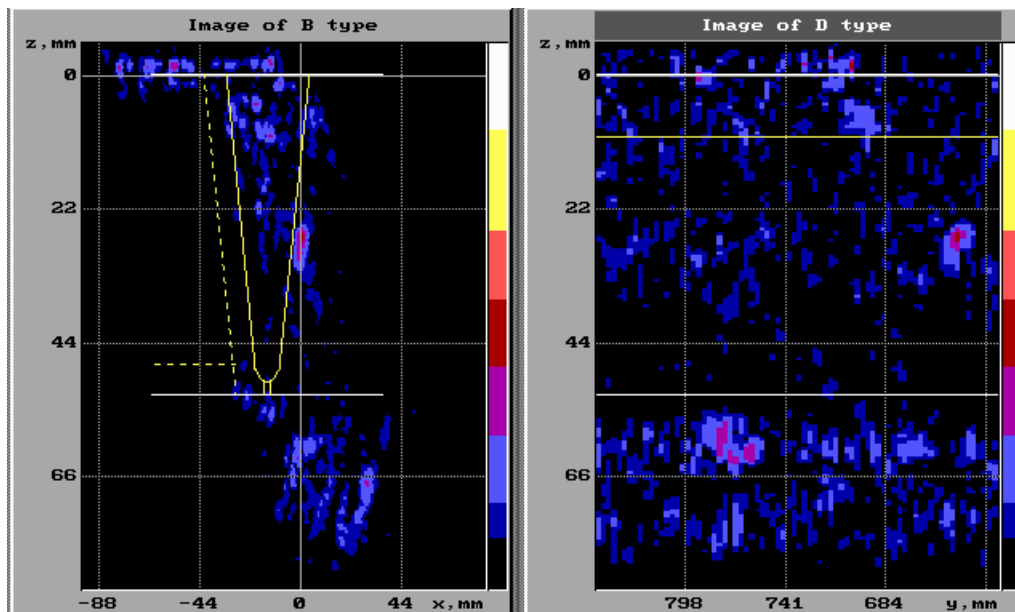 Image of B type
z,mm
0
22
44
66
-88 -44 0 44 x,mm
Image of D type
z,mm
0
22
44
66
798 741 684 y,mm